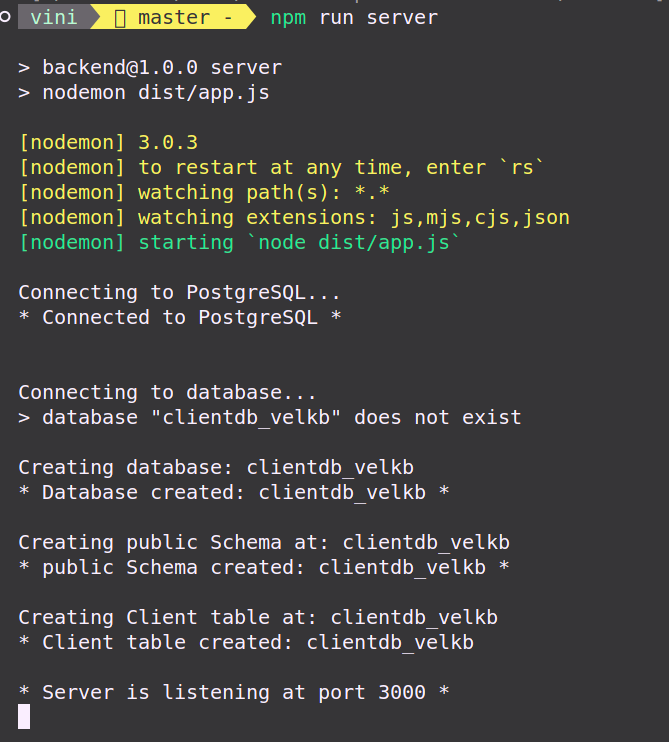 vini master - npm run server
> backend@1.0.0 server
> nodemon dist/app.js
[nodemon] 3.0.3
[nodemon] to restart at any time, enter `rs`
[nodemon] watching path(s): *.*
[nodemon] watching extensions: js,mjs,cjs,json
[nodemon] starting `node dist/app.js`
Connecting to PostgreSQL...
* Connected to PostgreSQL *
Connecting to database...
> database "clientdb_velkb" does not exist
Creating database: clientdb_velkb
* Database created: clientdb_velkb *
Creating public Schema at: clientdb_velkb
* public Schema created: clientdb_velkb *
Creating Client table at: clientdb_velkb
* Client table created: clientdb_velkb
* Server is listening at port 3000 *